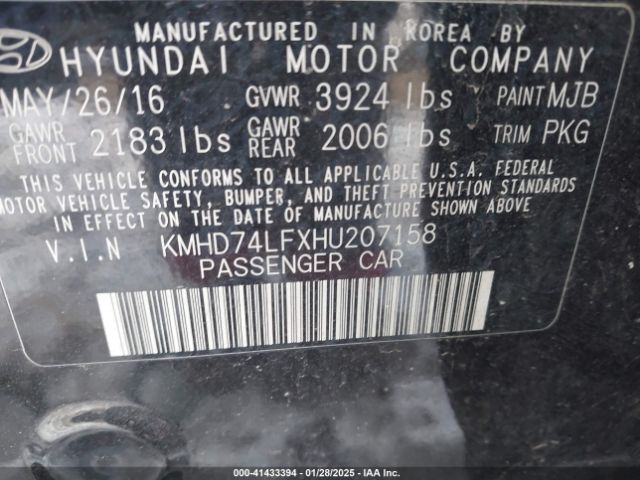 MANUFACTURED IN KOREA BY
HYUNDAI MOTOR COMPANY
MAY/26/16 GVWR 3924 lbs PAINT MJB
GAWR FRONT 2183 lbs GAWR REAR 2006 lbs TRIM PKG
THIS VEHICLE CONFORMS TO ALL APPLICABLE U.S.A. FEDERAL
MOTOR VEHICLE SAFETY, BUMPER, AND THEFT PREVENTION STANDARDS
IN EFFECT ON THE DATE OF MANUFACTURE SHOWN ABOVE
V.I.N KMHD74LFXHU207158
PASSENGER CAR
000-41433394 | 01/28/2025 - IAA Inc.